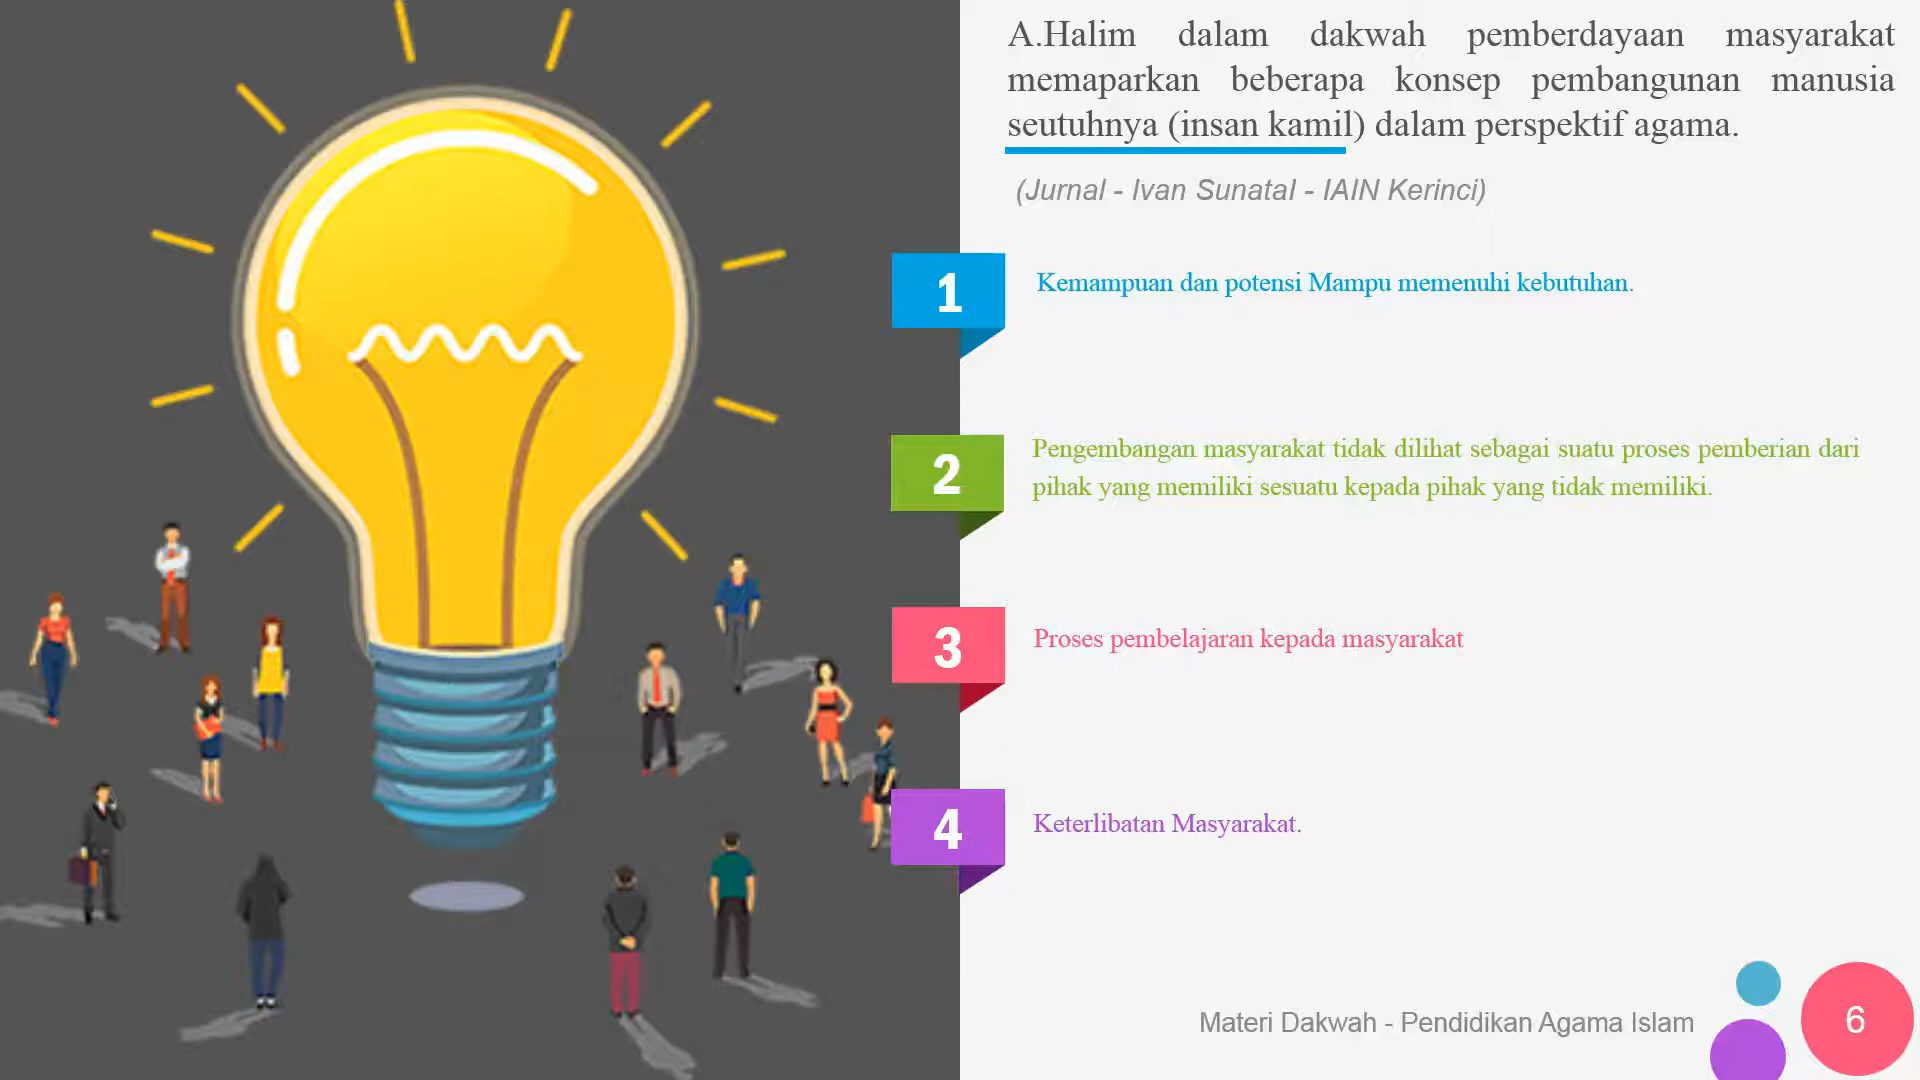 A.Halim dalam dakwah pemberdayaan masyarakat
memaparkan beberapa konsep pembangunan manusia
seutuhnya (insan kamil) dalam perspektif agama.
(Jurnal - Ivan Sunatal - IAIN Kerinci)
1
Kemampuan dan potensi Mampu memenuhi kebutuhan.
2
Pengembangan masyarakat tidak dilihat sebagai suatu proses pemberian dari
pihak yang memiliki sesuatu kepada pihak yang tidak memiliki.
3
Proses pembelajaran kepada masyarakat
4
Keterlibatan Masyarakat.
Materi Dakwah - Pendidikan Agama Islam
6